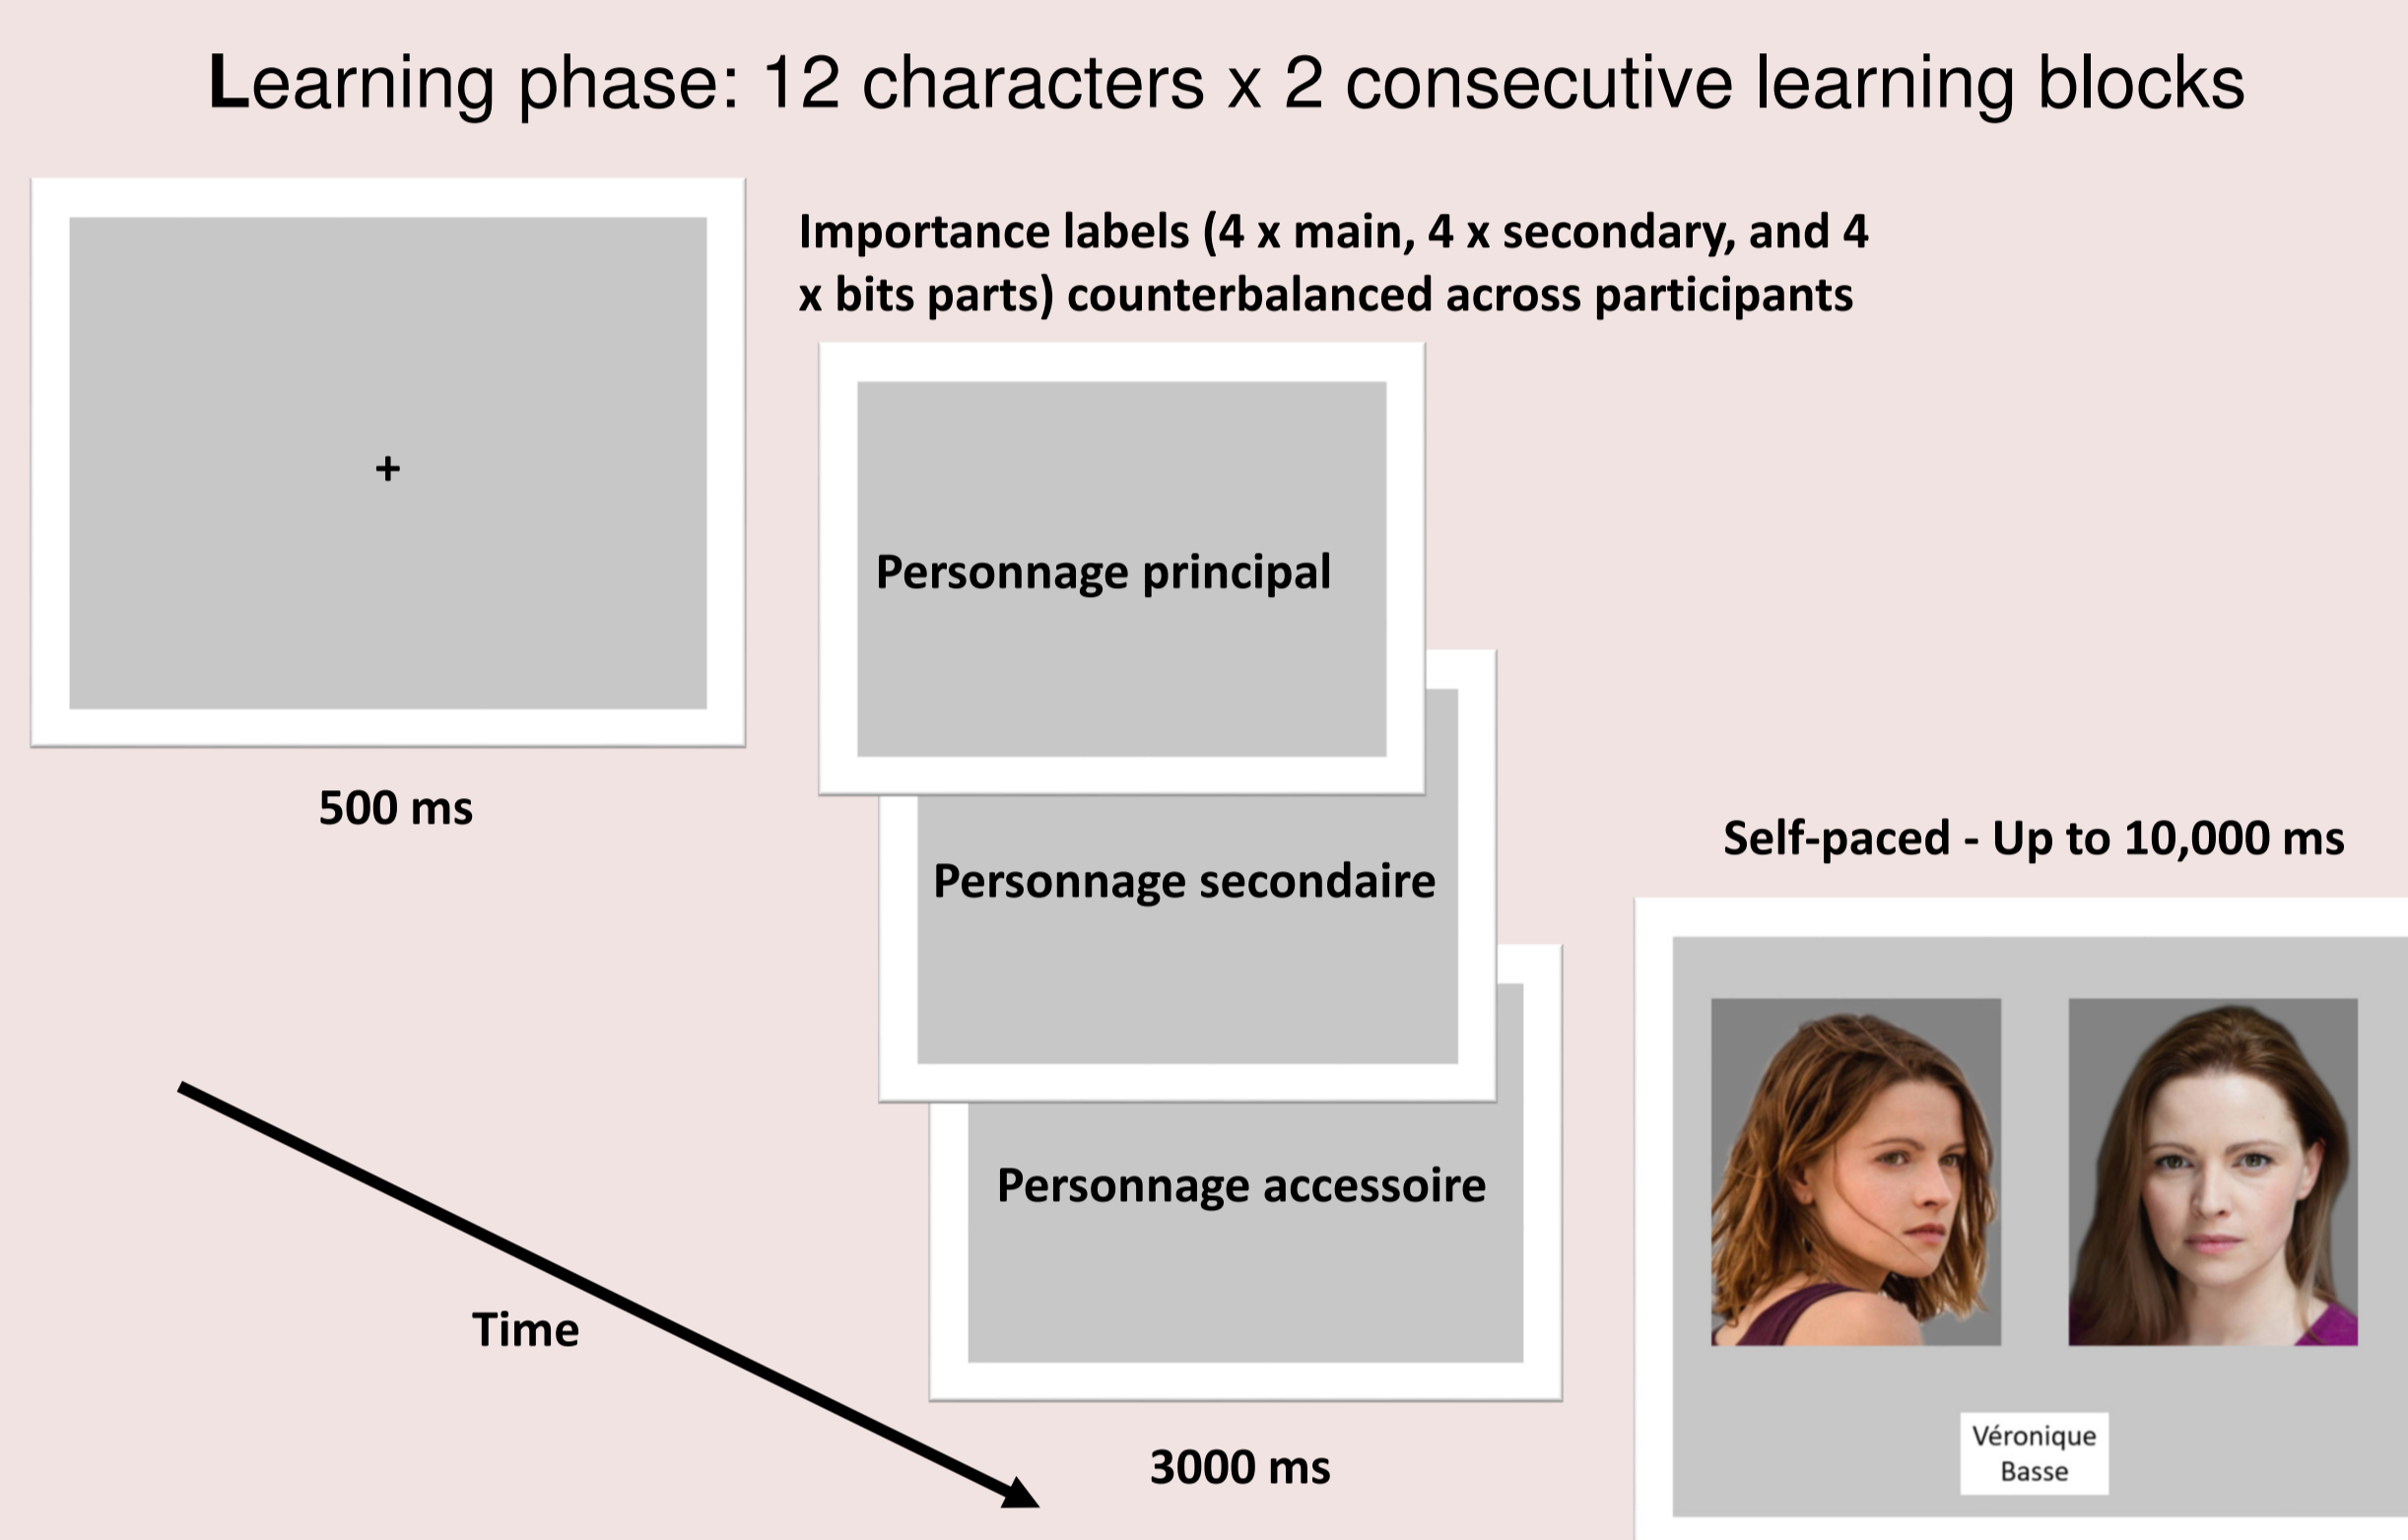 Learning phase: 12 characters x 2 consecutive learning blocks
Importance labels (4 x main, 4 x secondary, and 4
x bits parts) counterbalanced across participants
+
500 ms
Personnage principal
Personnage secondaire
Personnage accessoire
3000 ms
Time
Self-paced - Up to 10,000 ms
Véronique
Basse